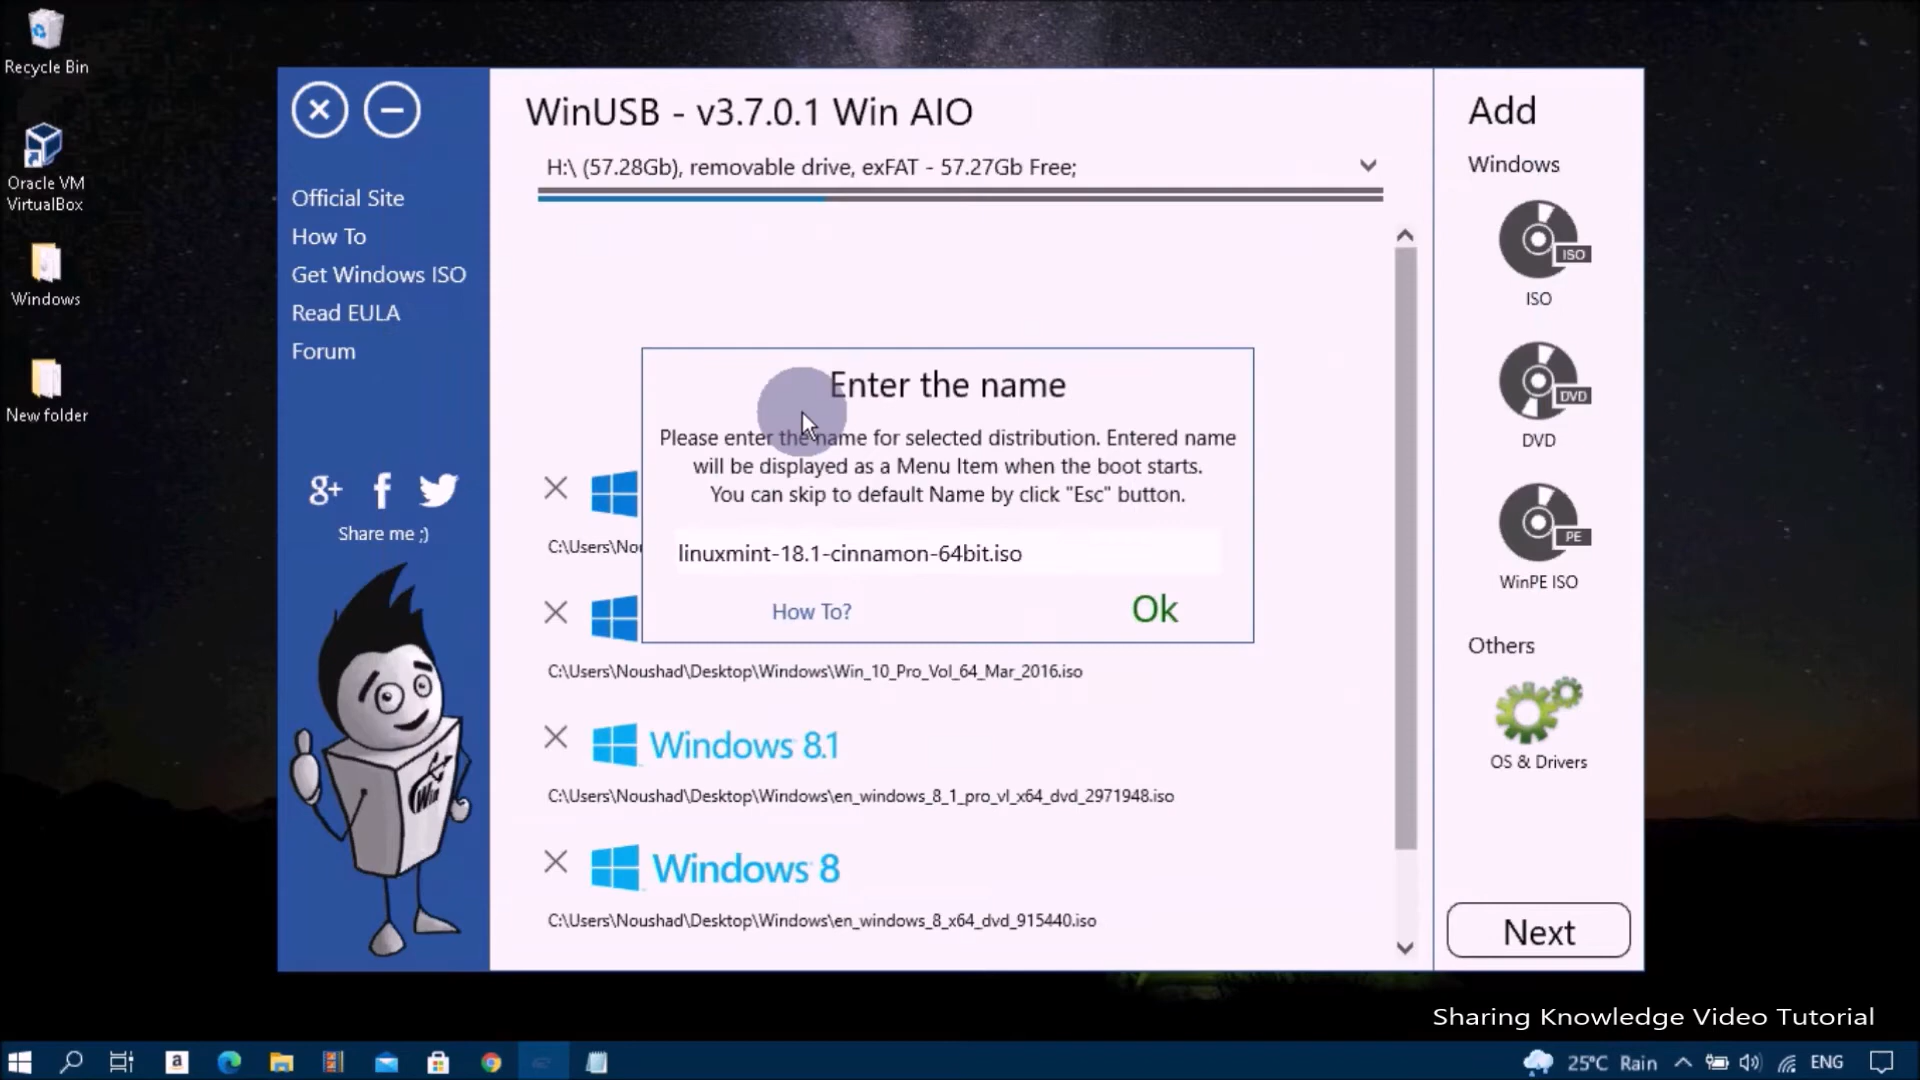 Recycle Bin
Oracle VM
VirtualBox
Windows
New folder
Official Site
How To
Get Windows ISO
Read EULA
Forum
g+
Share me ;)
Win
WinUSB - v3.7.0.1 Win AIO
H:\ (57.28Gb), removable drive, exFAT - 57.27Gb Free;
Enter the name
Please enter the name for selected distribution. Entered name
will be displayed as a Menu Item when the boot starts.
You can skip to default Name by click "Esc" button.
linuxmint-18.1-cinnamon-64bit.iso
How To?
Ok
C:\Users\Nou
C:\Users\Noushad\Desktop\Windows\Win_10_Pro_Vol_64_Mar_2016.iso
Windows 8.1
C:\Users\Noushad\Desktop\Windows\en_windows_8_1_pro_vl_x64_dvd_2971948.iso
Windows 8
C:\Users\Noushad\Desktop\Windows\en_windows_8_x64_dvd_915440.iso
Add
Windows
ISO
ISO
DVD
DVD
PE
WinPE ISO
Others
OS & Drivers
Next
Sharing Knowledge Video Tutorial
a
25°C Rain
ENG